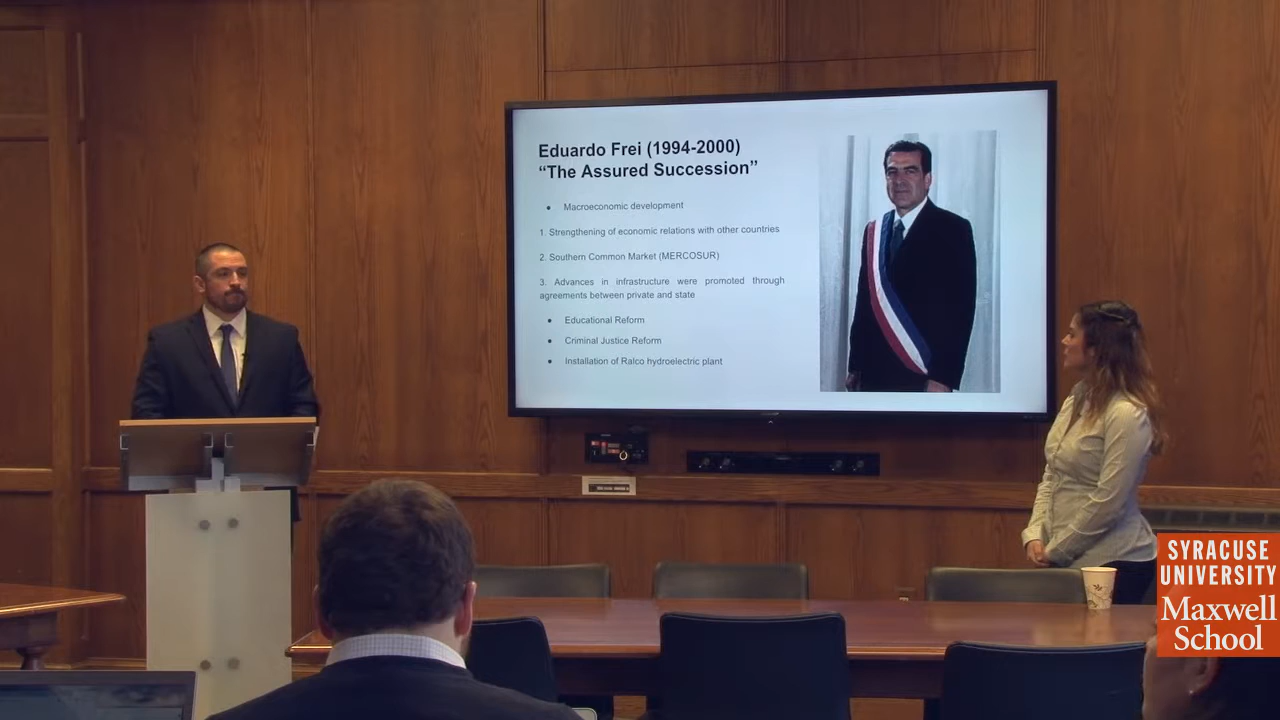 Eduardo Frei (1994-2000)
“The Assured Succession”
● Macroeconomic development
1. Strengthening of economic relations with other countries
2. Southern Common Market (MERCOSUR)
3. Advances in infrastructure were promoted through
agreements between private and state
● Educational Reform
● Criminal Justice Reform
● Installation of Ralco hydroelectric plant
SYRACUSE
UNIVERSITY
Maxwell
School